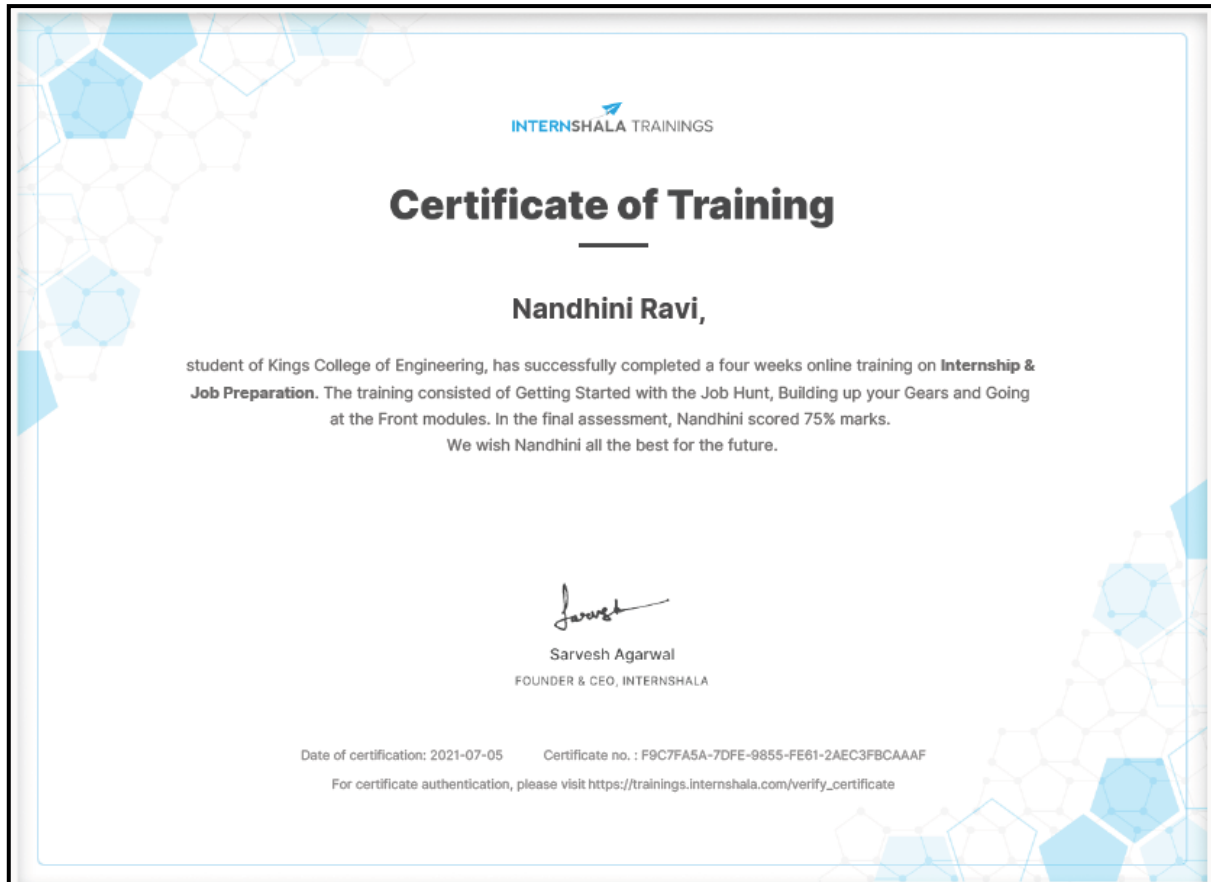 INTERNSHALA TRAININGS
Certificate of Training
Nandhini Ravi,
student of Kings College of Engineering, has successfully completed a four weeks online training on Internship &
Job Preparation. The training consisted of Getting Started with the Job Hunt, Building up your Gears and Going
at the Front modules. In the final assessment, Nandhini scored 75% marks.
We wish Nandhini all the best for the future.
Sarvesh
Sarvesh Agarwal
FOUNDER & CEO, INTERNSHALA
Date of certification: 2021-07-05 Certificate no. : F9C7FA5A-7DFE-9855-FE61-2AEC3FBCAAAF
For certificate authentication, please visit https://trainings.internshala.com/verify_certificate